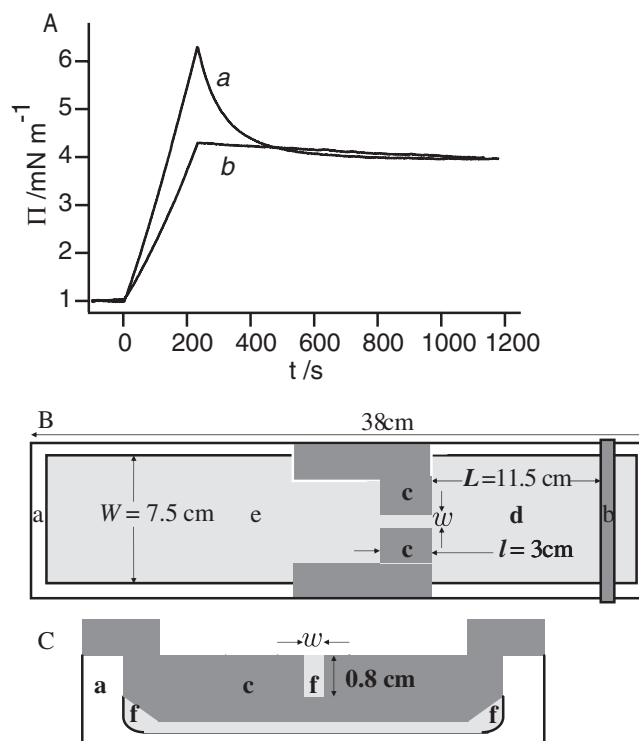 A
6
5
4
3
2
1
Π /mN m⁻¹
a
b
0 200 400 600 800 1000 1200
t /s
B
38cm
a
W = 7.5 cm
e
c
w
c
L=11.5 cm
d
b
l = 3cm
C
w
a
f
c
f
0.8 cm
f